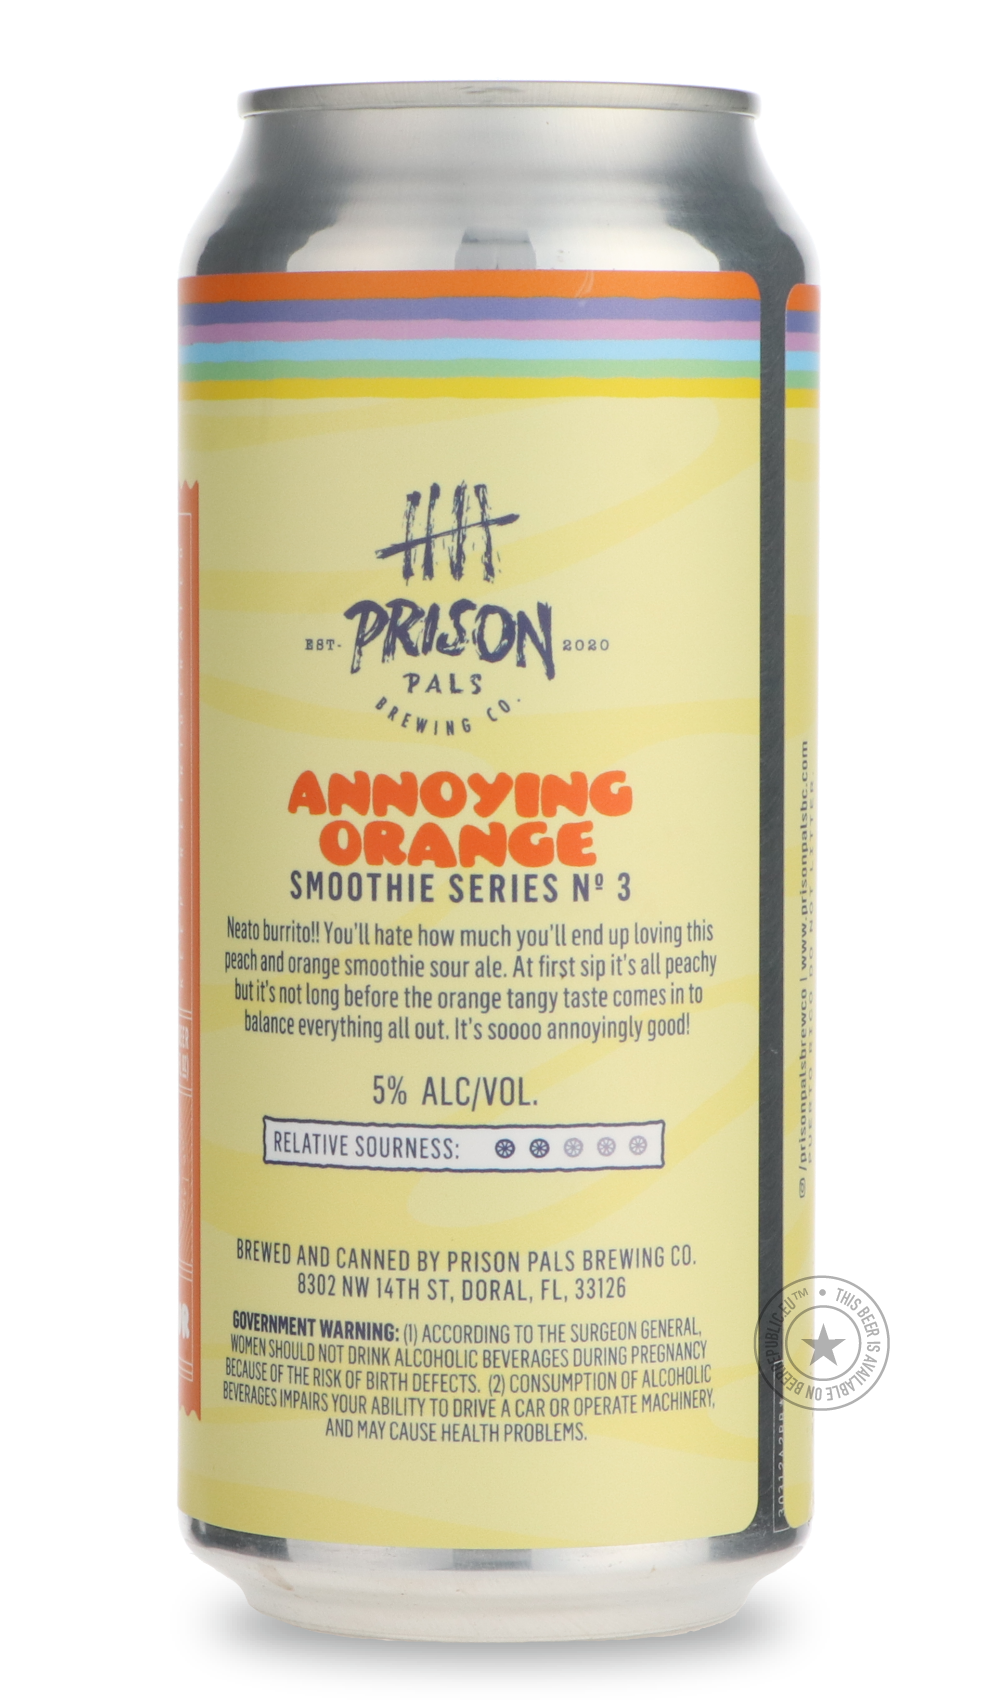 EST- PRISON 2020
PALS
BREWING CO.
ANNOYING
ORANGE
SMOOTHIE SERIES Nº 3
Neato burrito!! You'll hate how much you'll end up loving this
peach and orange smoothie sour ale. At first sip it's all peachy
but it's not long before the orange tangy taste comes in to
balance everything all out. It's soooo annoyingly good!
5% ALC/VOL.
RELATIVE SOURNESS:
BREWED AND CANNED BY PRISON PALS BREWING CO.
8302 NW 14TH ST, DORAL, FL, 33126
GOVERNMENT WARNING: (1) ACCORDING TO THE SURGEON GENERAL,
WOMEN SHOULD NOT DRINK ALCOHOLIC BEVERAGES DURING PREGNANCY
BECAUSE OF THE RISK OF BIRTH DEFECTS. (2) CONSUMPTION OF ALCOHOLIC
BEVERAGES IMPAIRS YOUR ABILITY TO DRIVE A CAR OR OPERATE MACHINERY,
AND MAY CAUSE HEALTH PROBLEMS.
/prisonpalsbrewco | www.prisonpalsbc.com
PUERTO RICO DO NOT LITTER.
THIS BEER IS AVAILABLE ON BEERREPUBLIC.EU™